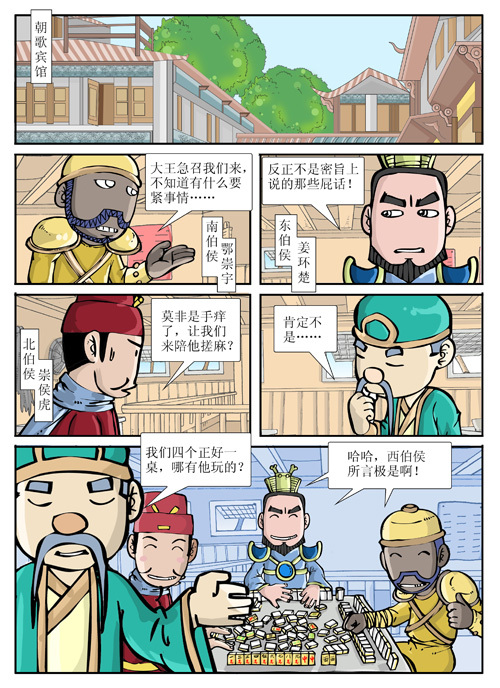 朝歌宾馆
大王急召我们来，
不知道有什么要
紧事情……
南伯侯
鄂崇宇
反正不是密旨上
说的那些屁话！
东伯侯
姜环楚
莫非是手痒
了，让我们
来陪他搓麻？
北伯侯
崇侯虎
肯定不
是……
我们四个正好一
桌，哪有他玩的？
哈哈，西伯侯
所言极是啊！